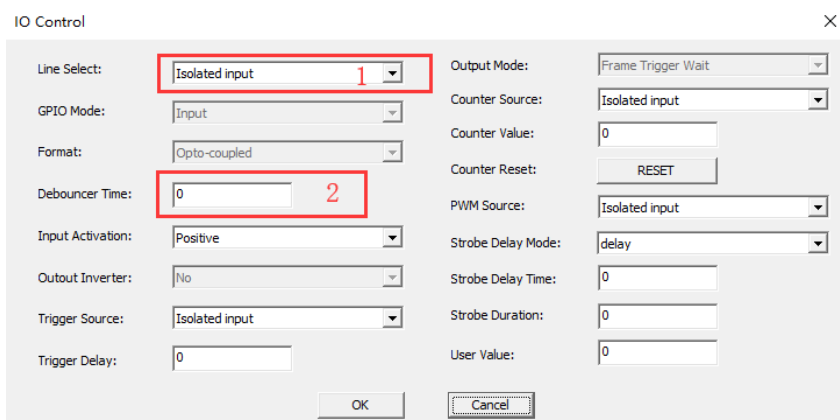 IO Control
Line Select: Isolated input 1
GPIO Mode: Input
Format: Opto-coupled
Debouncer Time: 0 2
Input Activation: Positive
Outout Inverter: No
Trigger Source: Isolated input
Trigger Delay: 0
Output Mode: Frame Trigger Wait
Counter Source: Isolated input
Counter Value: 0
Counter Reset: RESET
PWM Source: Isolated input
Strobe Delay Mode: delay
Strobe Delay Time: 0
Strobe Duration: 0
User Value: 0
OK Cancel